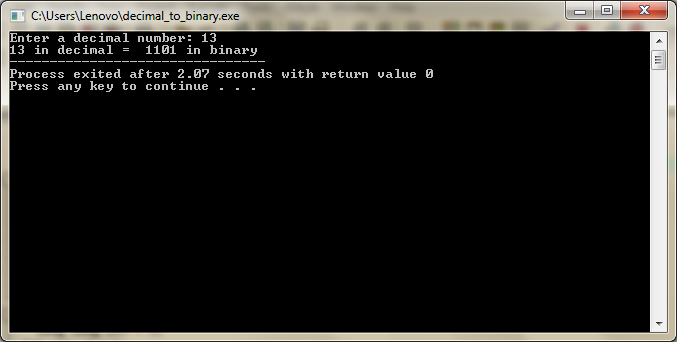 C:\Users\Lenovo\decimal_to_binary.exe
Enter a decimal number: 13
13 in decimal =  1101 in binary
--------------------------------
Process exited after 2.07 seconds with return value 0
Press any key to continue . . .